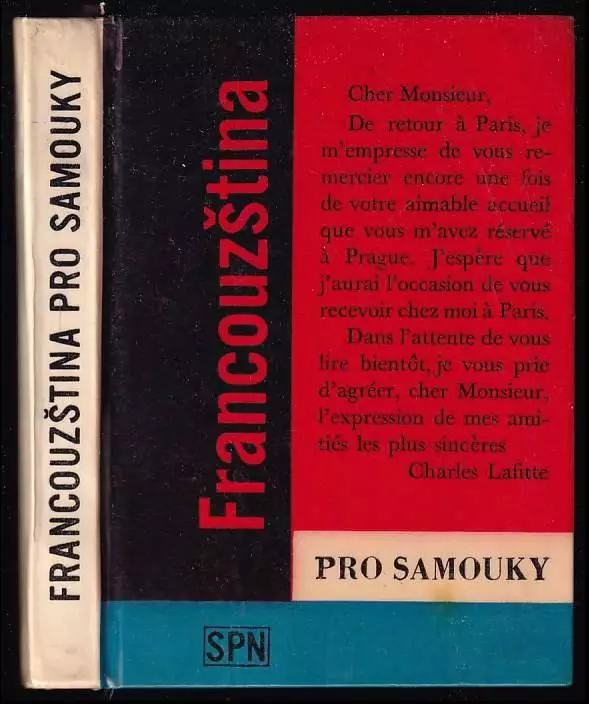 FRANCOUZŠTINA PRO SAMOUKY
Francouzština
Cher Monsieur,
De retour à Paris, je
m'empresse de vous re-
mercier encore une fois
de votre aimable accueil
que vous m'avez réservé
à Prague. J'espère que
j'aurai l'occasion de vous
recevoir chez moi à Paris.
Dans l'attente de vous
lire bientôt, je vous prie
d'agréer, cher Monsieur,
l'expression de mes ami-
tiés les plus sincères
Charles Lafitte
PRO SAMOUKY
SPN